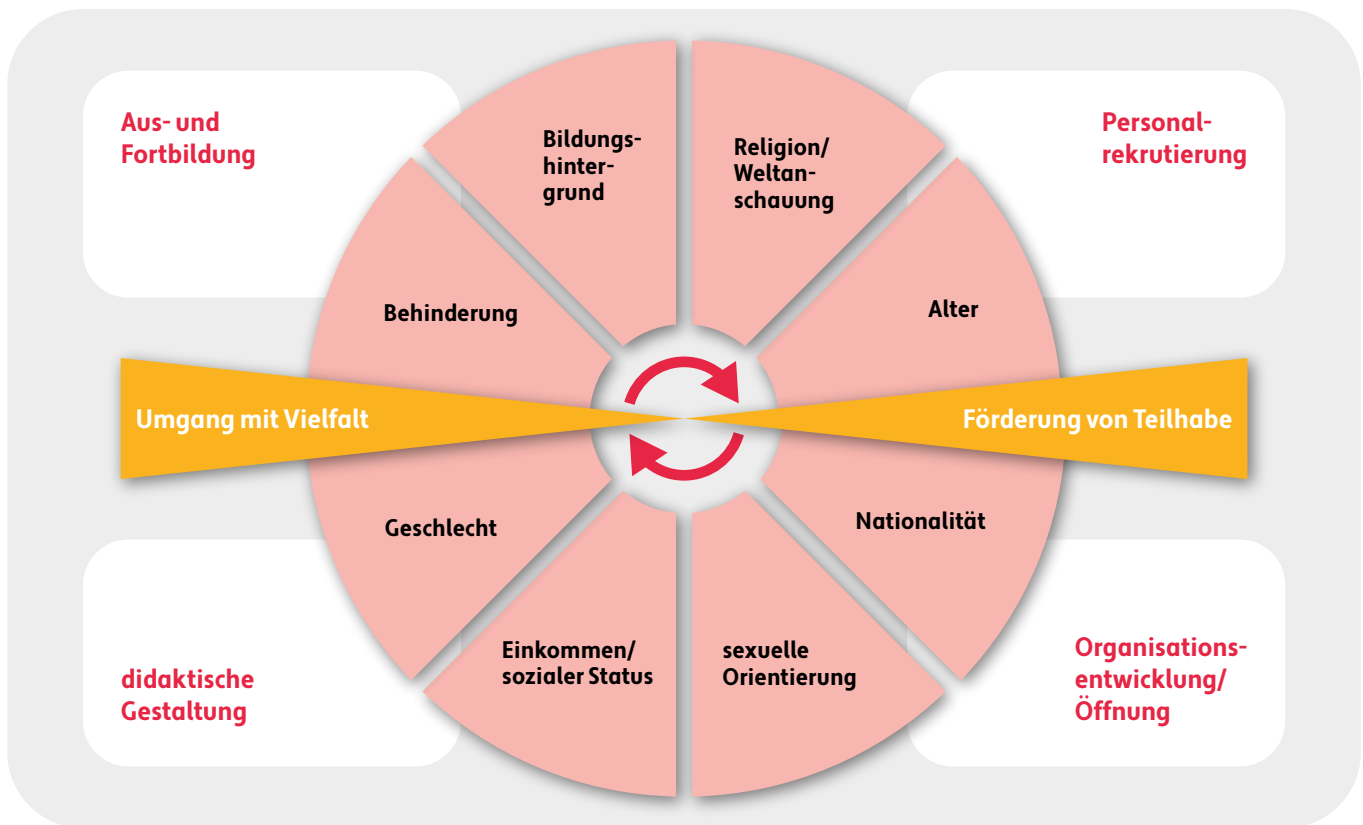 Aus- und
Fortbildung
Bildungs-
hinter-
grund
Religion/
Weltan-
schauung
Personal-
rekrutierung
Behinderung
Alter
Umgang mit Vielfalt
Förderung von Teilhabe
Geschlecht
Nationalität
Einkommen/
sozialer Status
sexuelle
Orientierung
didaktische
Gestaltung
Organisations-
entwicklung/
Öffnung